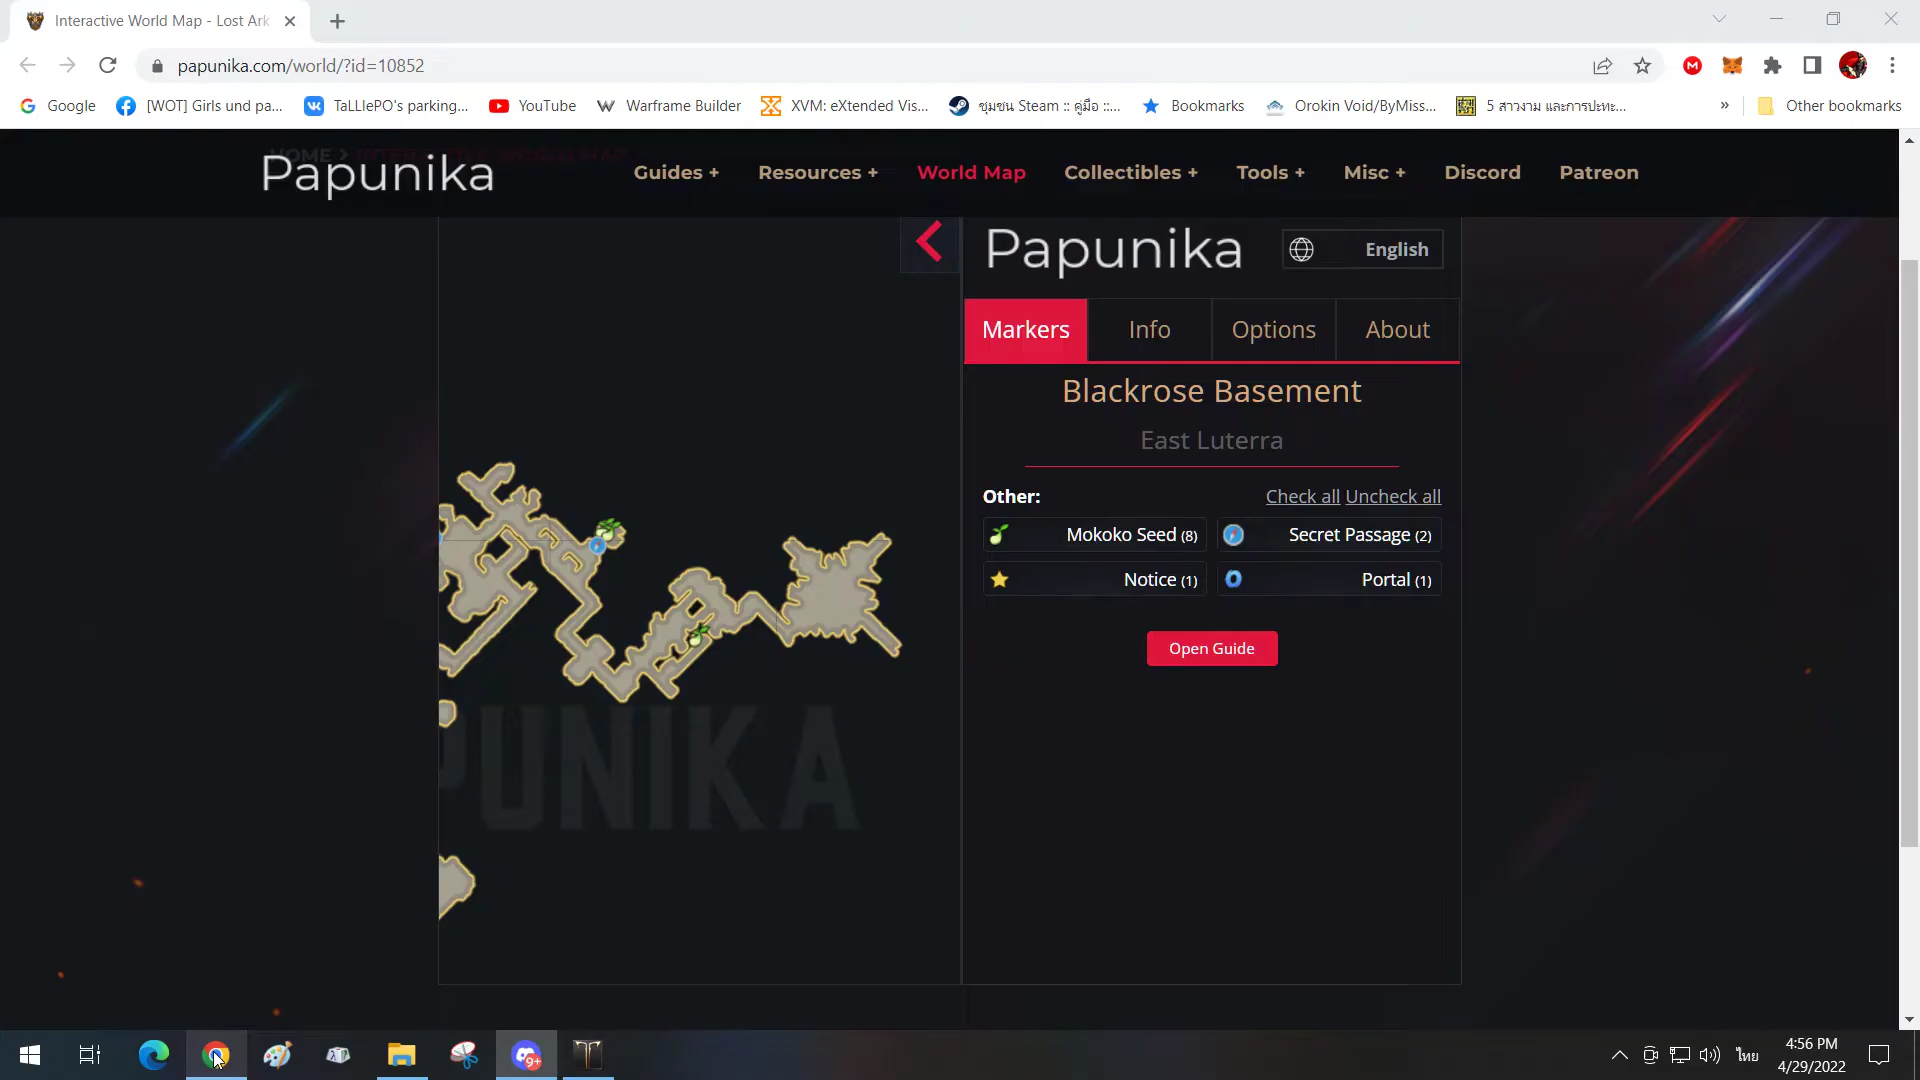 Interactive World Map - Lost Ark
papunika.com/world/?id=10852
Google
[WOT] Girls und pa...
TaLLIePO's parking...
YouTube
Warframe Builder
XVM: eXtended Vis...
ชุมชน Steam :: คู่มือ ::...
Bookmarks
Orokin Void/ByMiss...
5 สาวงาม และการปะทะ...
»
Other bookmarks
Papunika
Guides +
Resources +
World Map
Collectibles +
Tools +
Misc +
Discord
Patreon
Papunika
English
Markers
Info
Options
About
Blackrose Basement
East Luterra
Other:
Check all Uncheck all
Mokoko Seed (8)
Secret Passage (2)
Notice (1)
Portal (1)
Open Guide
PUNIKA
9+
ไทย
4:56 PM
4/29/2022